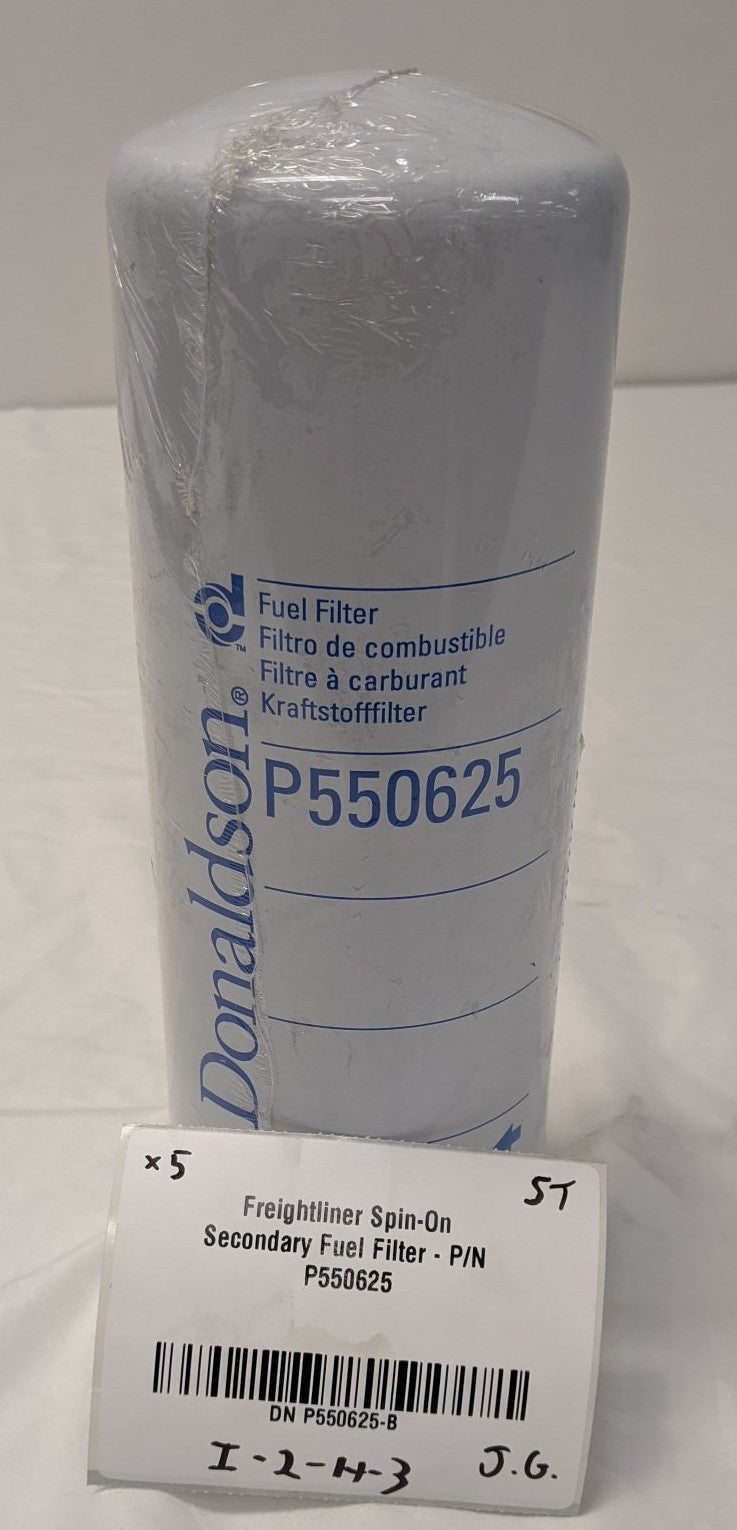 Fuel Filter
Filtro de combustible
Filtre à carburant
Kraftstofffilter
P550625
Donaldson®
TM
x5
5T
Freightliner Spin-On
Secondary Fuel Filter - P/N
P550625
DN P550625-B
I-2-H-3
J.G.